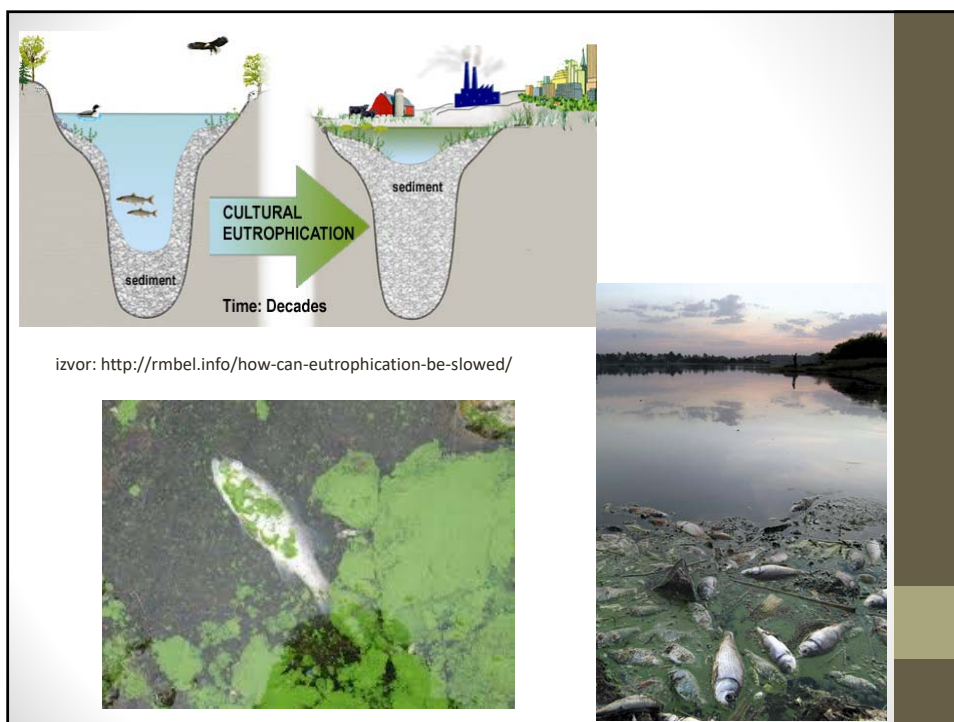 sediment
CULTURAL
EUTROPHICATION
sediment
Time: Decades
izvor: http://rmbel.info/how-can-eutrophication-be-slowed/